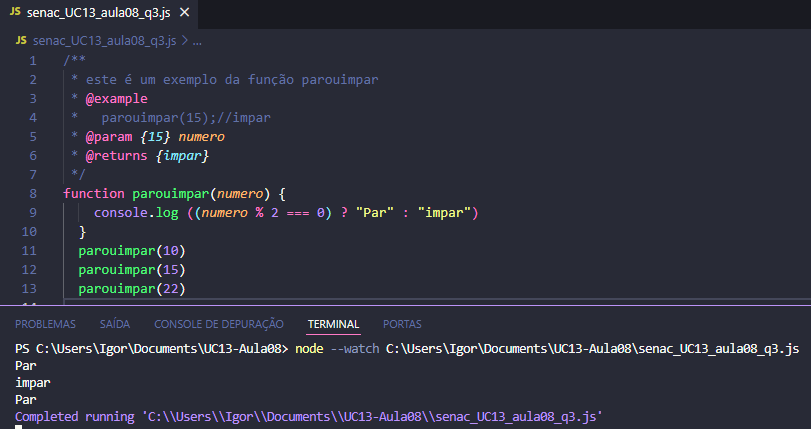 JS senac_UC13_aula08_q3.js ×
JS senac_UC13_aula08_q3.js > ...
1 /**
2  * este é um exemplo da função parouimpar
3  * @example
4  *   parouimpar(15);//impar
5  * @param {15} numero
6  * @returns {impar}
7  */
8 function parouimpar(numero) {
9     console.log ((numero % 2 === 0) ? "Par" : "impar")
10   }
11   parouimpar(10)
12   parouimpar(15)
13   parouimpar(22)
14
PROBLEMAS SAÍDA CONSOLE DE DEPURAÇÃO TERMINAL PORTAS
PS C:\Users\Igor\Documents\UC13-Aula08> node --watch C:\Users\Igor\Documents\UC13-Aula08\senac_UC13_aula08_q3.js
Par
impar
Par
Completed running 'C:\\Users\\Igor\\Documents\\UC13-Aula08\\senac_UC13_aula08_q3.js'